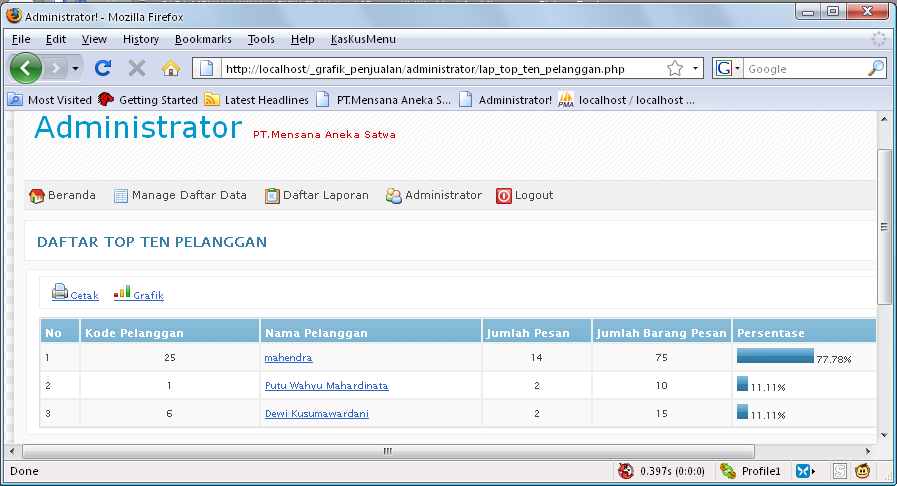 Administrator! - Mozilla Firefox
File Edit View History Bookmarks Tools Help KasKusMenu
http://localhost/_grafik_penjualan/administrator/lap_top_ten_pelanggan.php G Google
Most Visited Getting Started Latest Headlines PT.Mensana Aneka S... Administrator! PMA localhost / localhost ...
Administrator PT.Mensana Aneka Satwa
Beranda Manage Daftar Data Daftar Laporan Administrator Logout
DAFTAR TOP TEN PELANGGAN
Cetak Grafik
No Kode Pelanggan Nama Pelanggan Jumlah Pesan Jumlah Barang Pesan Persentase
1 25 mahendra 14 75 77.78%
2 1 Putu Wahyu Mahardinata 2 10 11.11%
3 6 Dewi Kusumawardani 2 15 11.11%
Done 0.397s (0:0:0) Profile1 S